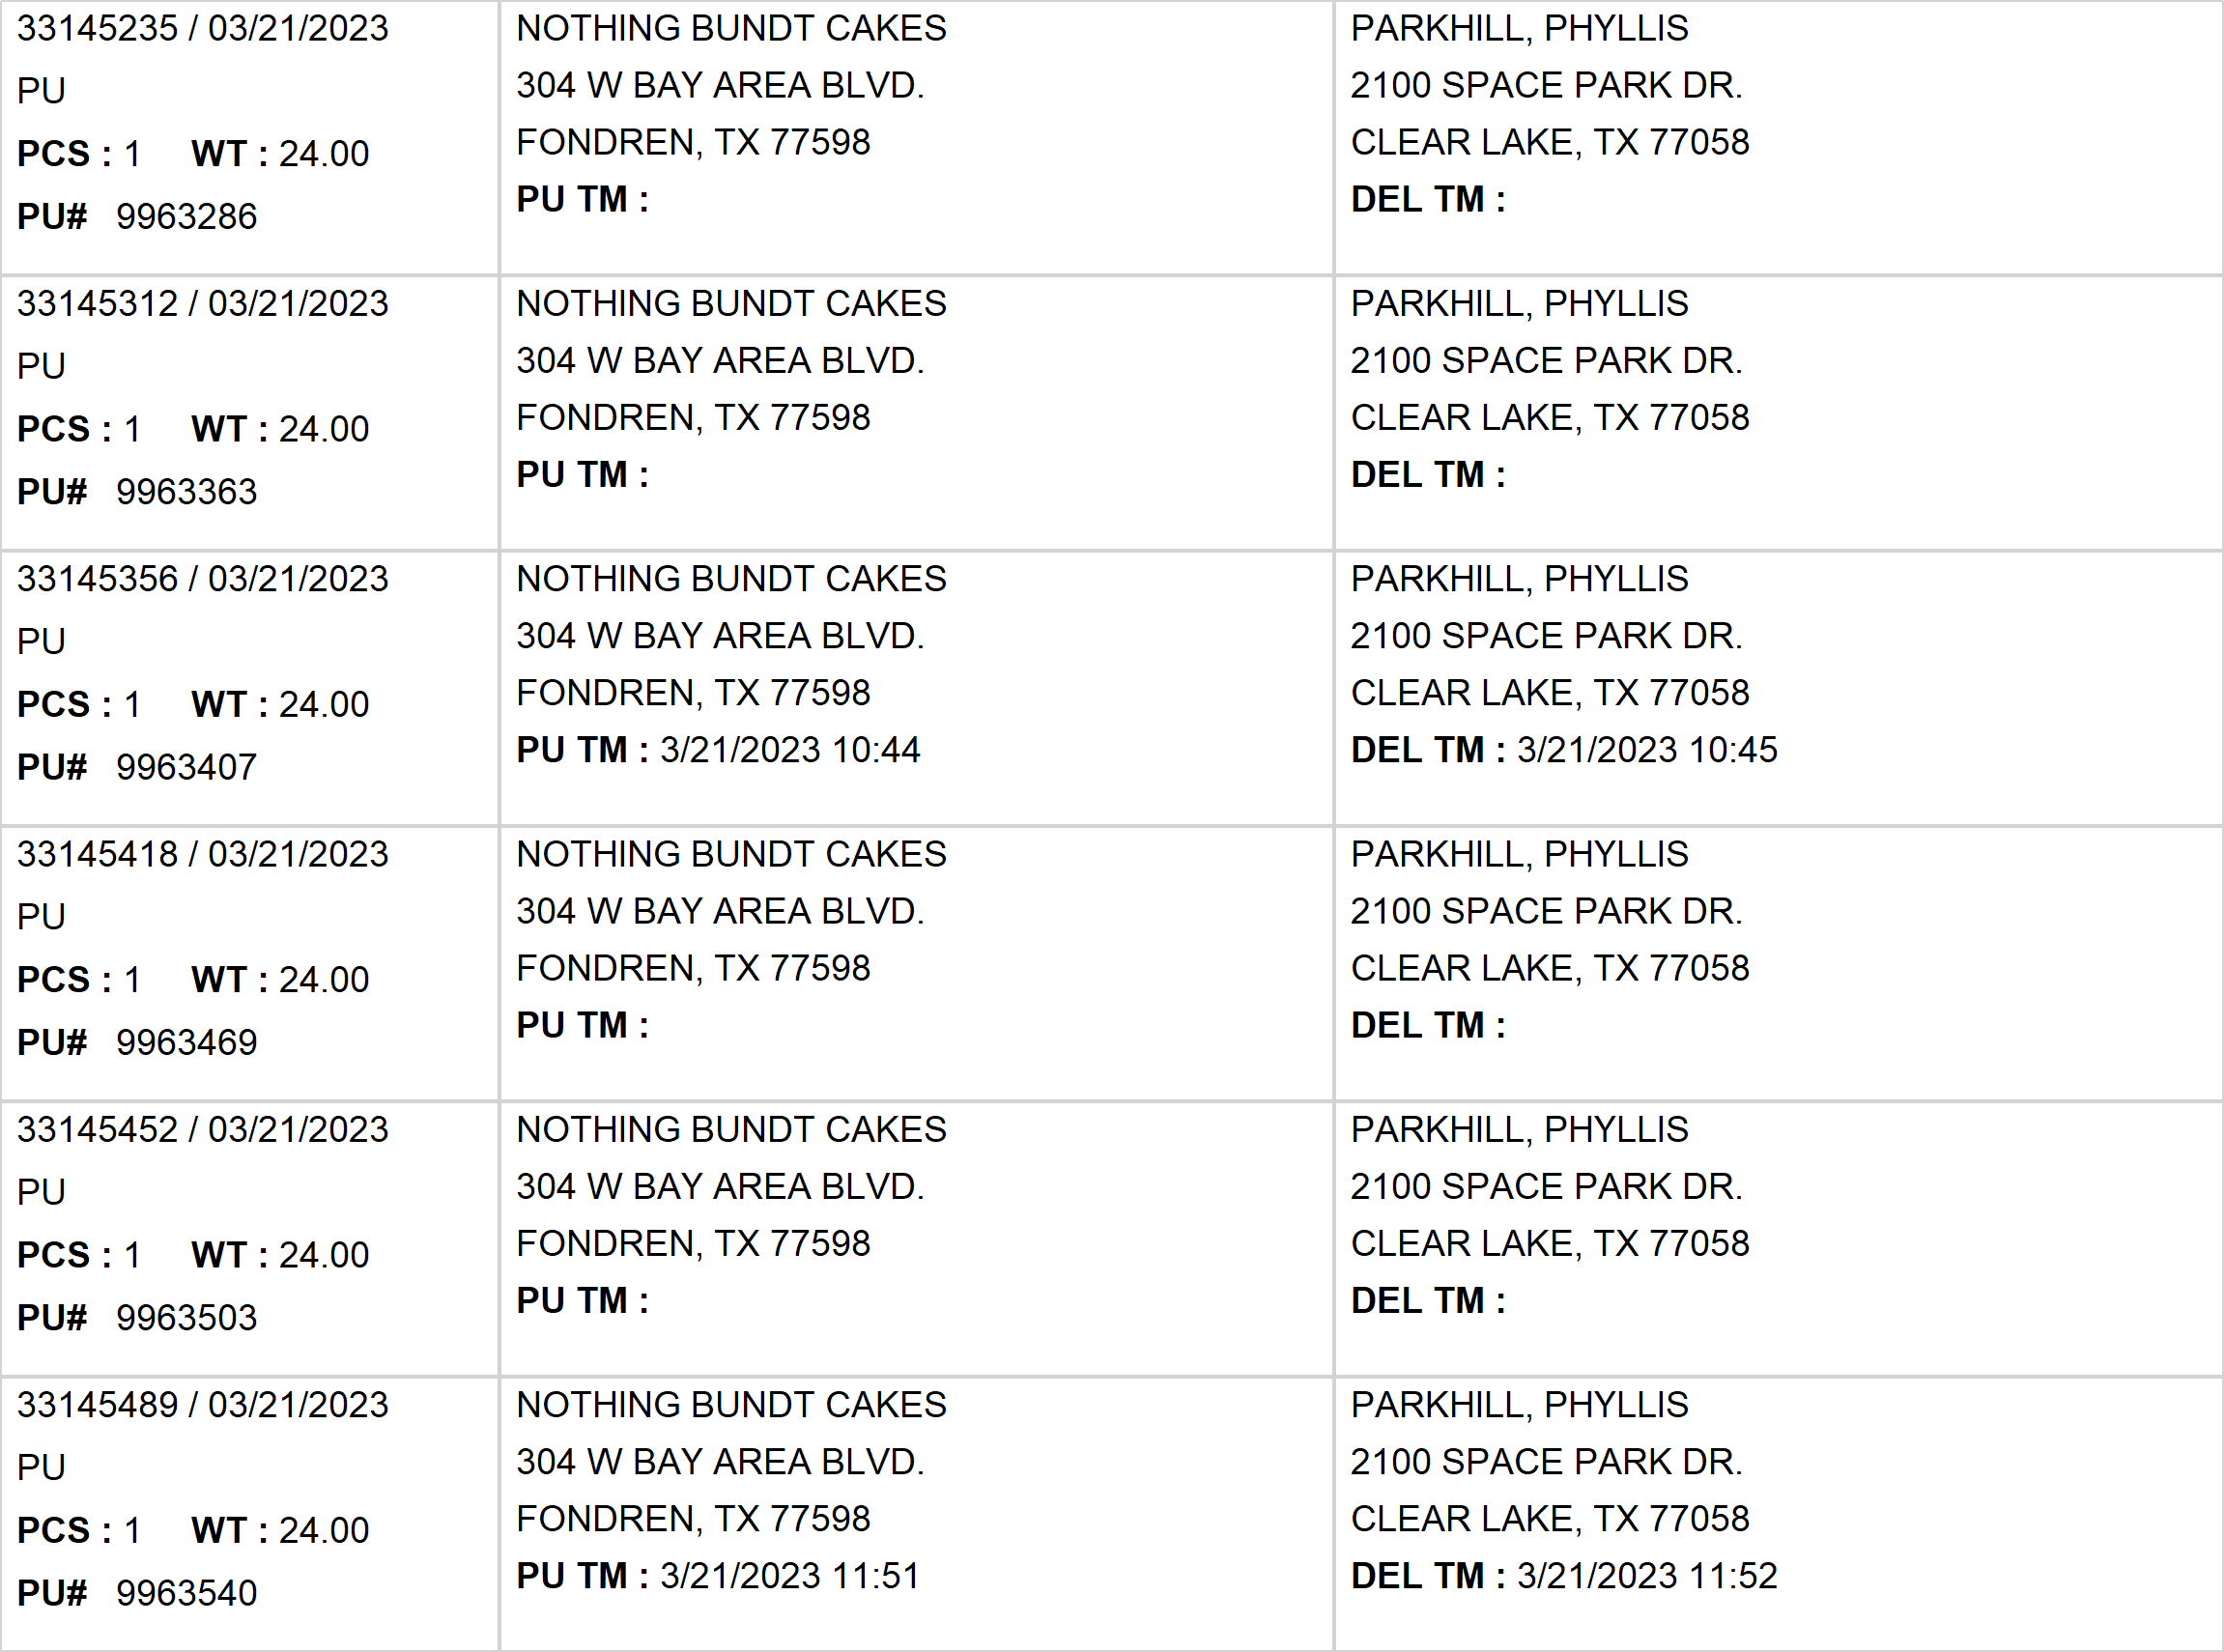 33145235 / 03/21/2023
PU
PCS : 1 WT : 24.00
PU# 9963286
NOTHING BUNDT CAKES
304 W BAY AREA BLVD.
FONDREN, TX 77598
PU TM :
PARKHILL, PHYLLIS
2100 SPACE PARK DR.
CLEAR LAKE, TX 77058
DEL TM :
33145312 / 03/21/2023
PU
PCS : 1 WT : 24.00
PU# 9963363
NOTHING BUNDT CAKES
304 W BAY AREA BLVD.
FONDREN, TX 77598
PU TM :
PARKHILL, PHYLLIS
2100 SPACE PARK DR.
CLEAR LAKE, TX 77058
DEL TM :
33145356 / 03/21/2023
PU
PCS : 1 WT : 24.00
PU# 9963407
NOTHING BUNDT CAKES
304 W BAY AREA BLVD.
FONDREN, TX 77598
PU TM : 3/21/2023 10:44
PARKHILL, PHYLLIS
2100 SPACE PARK DR.
CLEAR LAKE, TX 77058
DEL TM : 3/21/2023 10:45
33145418 / 03/21/2023
PU
PCS : 1 WT : 24.00
PU# 9963469
NOTHING BUNDT CAKES
304 W BAY AREA BLVD.
FONDREN, TX 77598
PU TM :
PARKHILL, PHYLLIS
2100 SPACE PARK DR.
CLEAR LAKE, TX 77058
DEL TM :
33145452 / 03/21/2023
PU
PCS : 1 WT : 24.00
PU# 9963503
NOTHING BUNDT CAKES
304 W BAY AREA BLVD.
FONDREN, TX 77598
PU TM :
PARKHILL, PHYLLIS
2100 SPACE PARK DR.
CLEAR LAKE, TX 77058
DEL TM :
33145489 / 03/21/2023
PU
PCS : 1 WT : 24.00
PU# 9963540
NOTHING BUNDT CAKES
304 W BAY AREA BLVD.
FONDREN, TX 77598
PU TM : 3/21/2023 11:51
PARKHILL, PHYLLIS
2100 SPACE PARK DR.
CLEAR LAKE, TX 77058
DEL TM : 3/21/2023 11:52